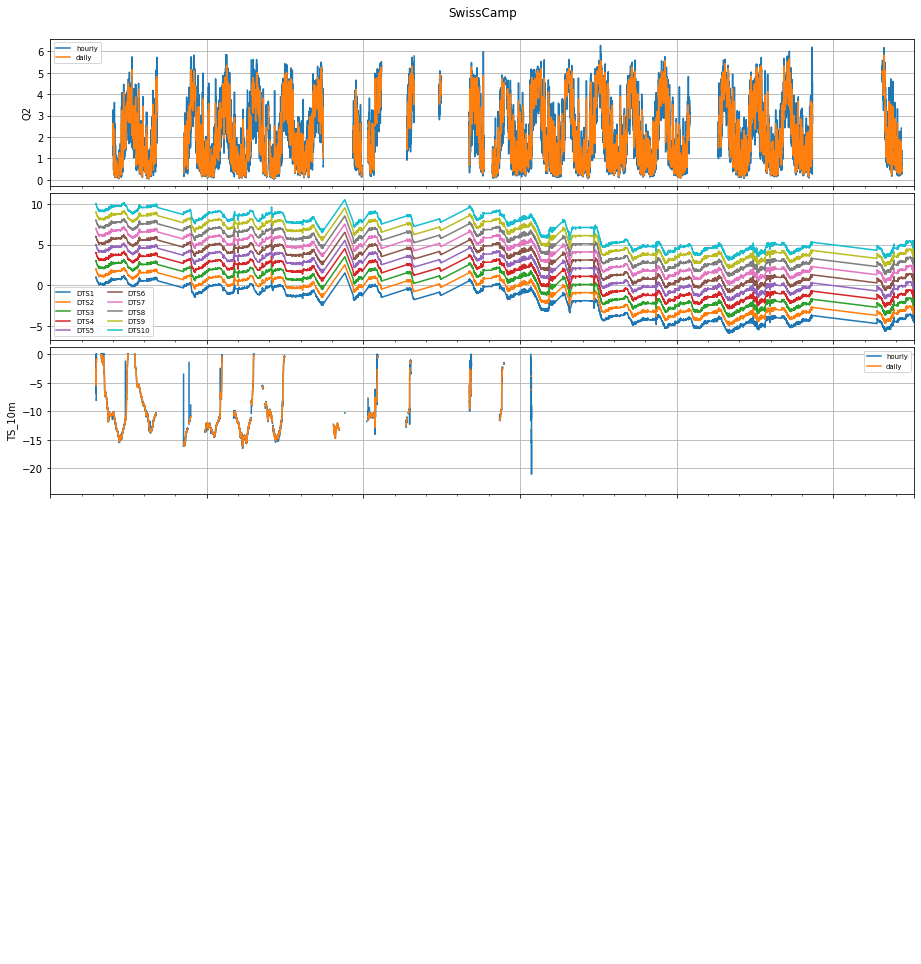 SwissCamp
6
5
4
3
2
1
0
Q2
hourly
daily
10
5
0
−5
DTS1 DTS6
DTS2 DTS7
DTS3 DTS8
DTS4 DTS9
DTS5 DTS10
0
−5
−10
−15
−20
TS_10m
hourly
daily